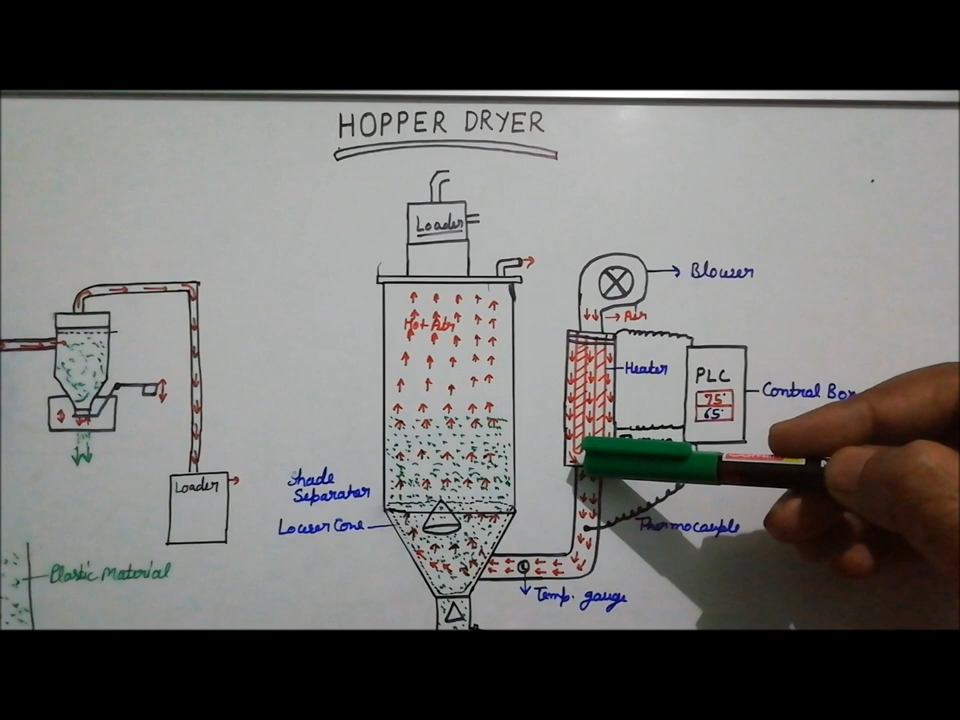 HOPPER DRYER
Loader
Blower
Air
Hot Air
Heater
PLC
75°
65°
Control Box
Loader
Shade
Separator
Lower Cone
Thermocouple
Plastic Material
Temp. gauge